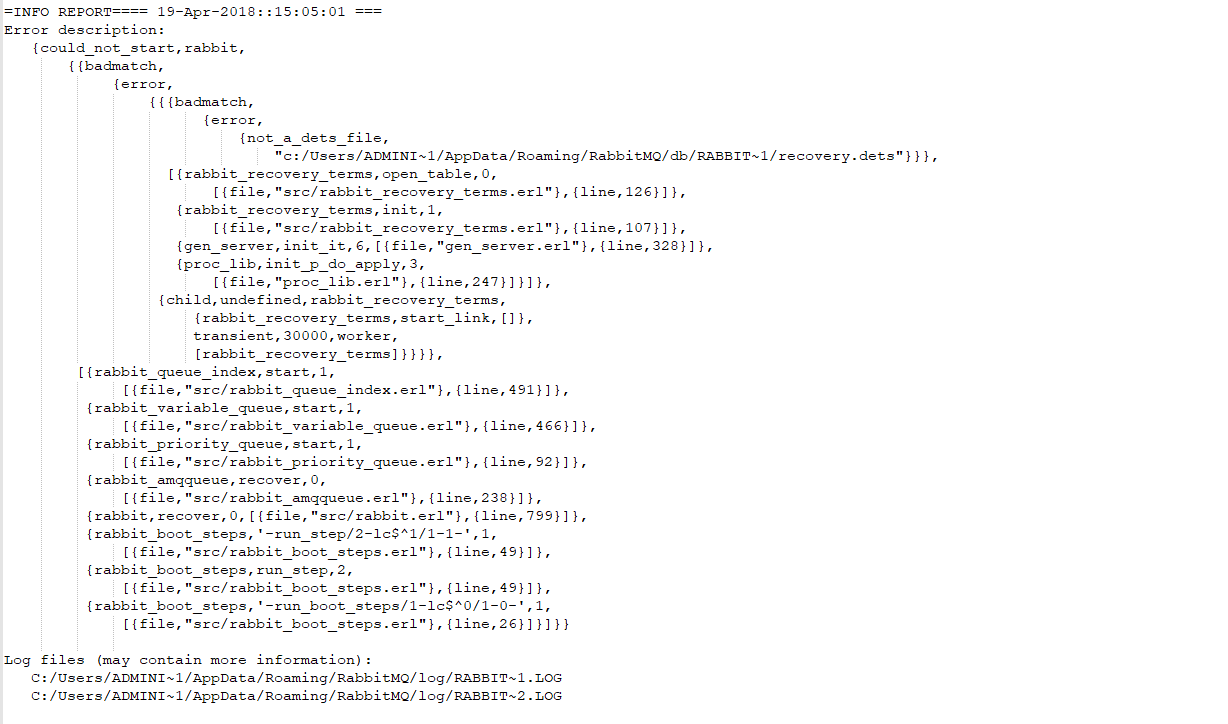 =INFO REPORT==== 19-Apr-2018::15:05:01 ===
Error description:
   {could_not_start,rabbit,
       {{badmatch,
            {error,
                {{{badmatch,
                      {error,
                          {not_a_dets_file,
                              "c:/Users/ADMINI~1/AppData/Roaming/RabbitMQ/db/RABBIT~1/recovery.dets"}}},
                  [{rabbit_recovery_terms,open_table,0,
                       [{file,"src/rabbit_recovery_terms.erl"},{line,126}]},
                   {rabbit_recovery_terms,init,1,
                       [{file,"src/rabbit_recovery_terms.erl"},{line,107}]},
                   {gen_server,init_it,6,[{file,"gen_server.erl"},{line,328}]},
                   {proc_lib,init_p_do_apply,3,
                       [{file,"proc_lib.erl"},{line,247}]}]},
                 {child,undefined,rabbit_recovery_terms,
                     {rabbit_recovery_terms,start_link,[]},
                     transient,30000,worker,
                     [rabbit_recovery_terms]}}}},
        [{rabbit_queue_index,start,1,
             [{file,"src/rabbit_queue_index.erl"},{line,491}]},
         {rabbit_variable_queue,start,1,
             [{file,"src/rabbit_variable_queue.erl"},{line,466}]},
         {rabbit_priority_queue,start,1,
             [{file,"src/rabbit_priority_queue.erl"},{line,92}]},
         {rabbit_amqqueue,recover,0,
             [{file,"src/rabbit_amqqueue.erl"},{line,238}]},
         {rabbit,recover,0,[{file,"src/rabbit.erl"},{line,799}]},
         {rabbit_boot_steps,'-run_step/2-lc$^1/1-1-',1,
             [{file,"src/rabbit_boot_steps.erl"},{line,49}]},
         {rabbit_boot_steps,run_step,2,
             [{file,"src/rabbit_boot_steps.erl"},{line,49}]},
         {rabbit_boot_steps,'-run_boot_steps/1-lc$^0/1-0-',1,
             [{file,"src/rabbit_boot_steps.erl"},{line,26}]}]}}
Log files (may contain more information):
   C:/Users/ADMINI~1/AppData/Roaming/RabbitMQ/log/RABBIT~1.LOG
   C:/Users/ADMINI~1/AppData/Roaming/RabbitMQ/log/RABBIT~2.LOG